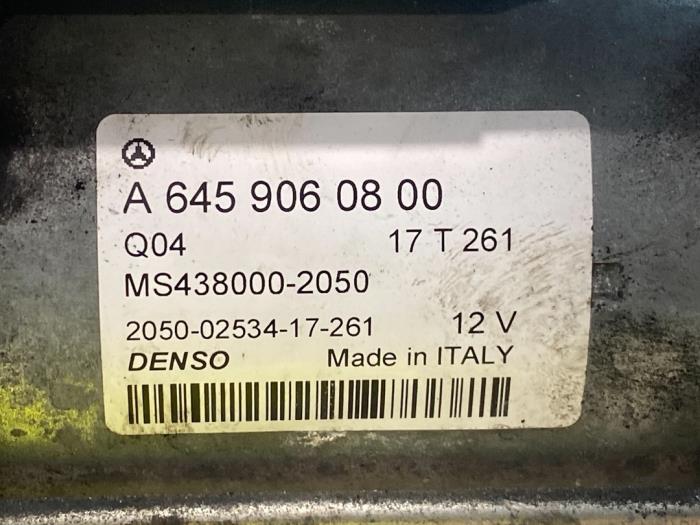 A 645 906 08 00
Q04 17 T 261
MS438000-2050
2050-02534-17-261 12 V
DENSO Made in ITALY